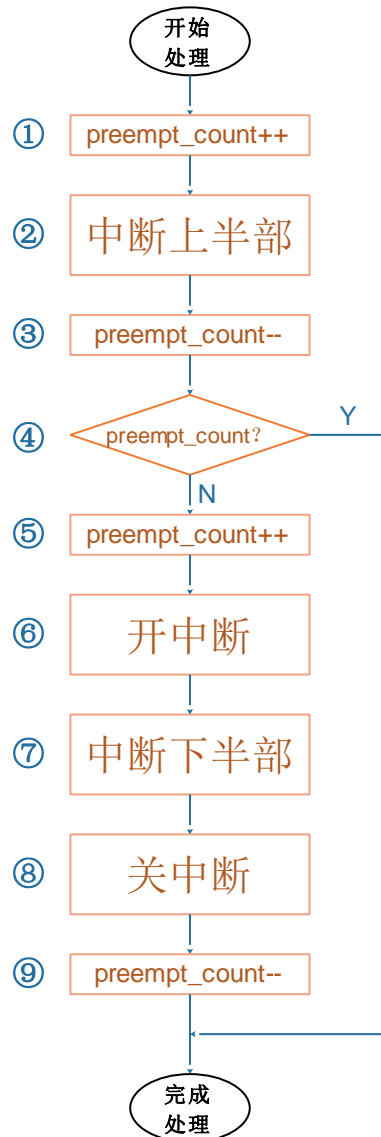 开始
处理
① preempt_count++
② 中断上半部
③ preempt_count--
④ preempt_count? Y
N
⑤ preempt_count++
⑥ 开中断
⑦ 中断下半部
⑧ 关中断
⑨ preempt_count--
完成
处理